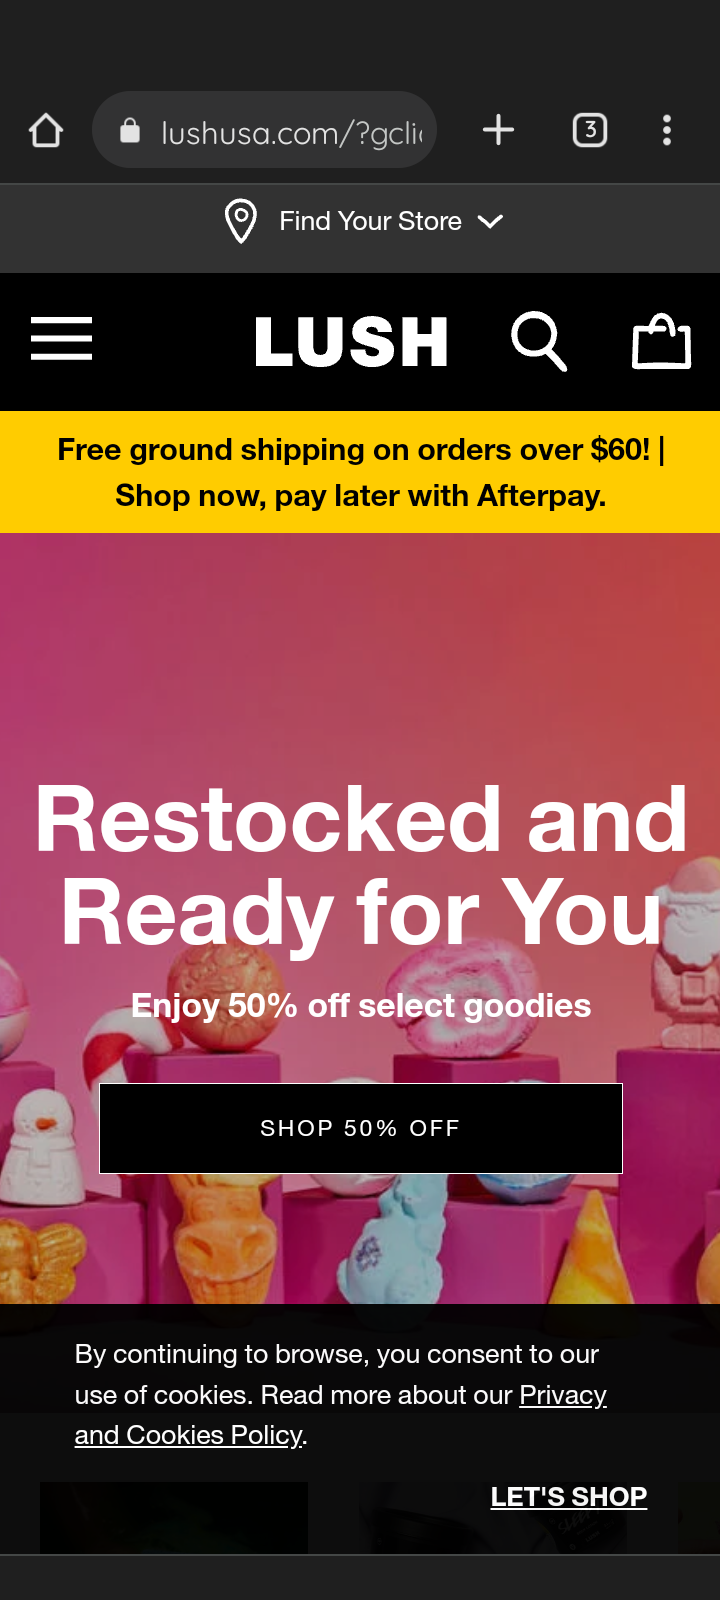 lushusa.com/?gcli
3
Find Your Store
LUSH
Free ground shipping on orders over $60! |
Shop now, pay later with Afterpay.
Restocked and
Ready for You
Enjoy 50% off select goodies
SHOP 50% OFF
By continuing to browse, you consent to our
use of cookies. Read more about our Privacy
and Cookies Policy.
LET'S SHOP